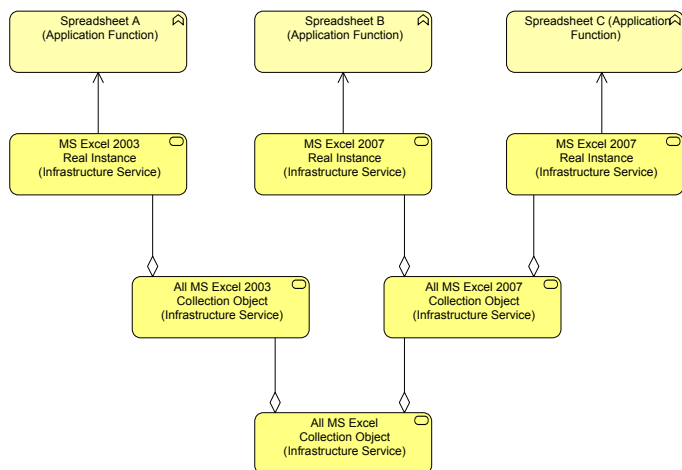 Spreadsheet A
(Application Function)
Spreadsheet B
(Application Function)
Spreadsheet C (Application
Function)
MS Excel 2003
Real Instance
(Infrastructure Service)
MS Excel 2007
Real Instance
(Infrastructure Service)
MS Excel 2007
Real Instance
(Infrastructure Service)
All MS Excel 2003
Collection Object
(Infrastructure Service)
All MS Excel 2007
Collection Object
(Infrastructure Service)
All MS Excel
Collection Object
(Infrastructure Service)